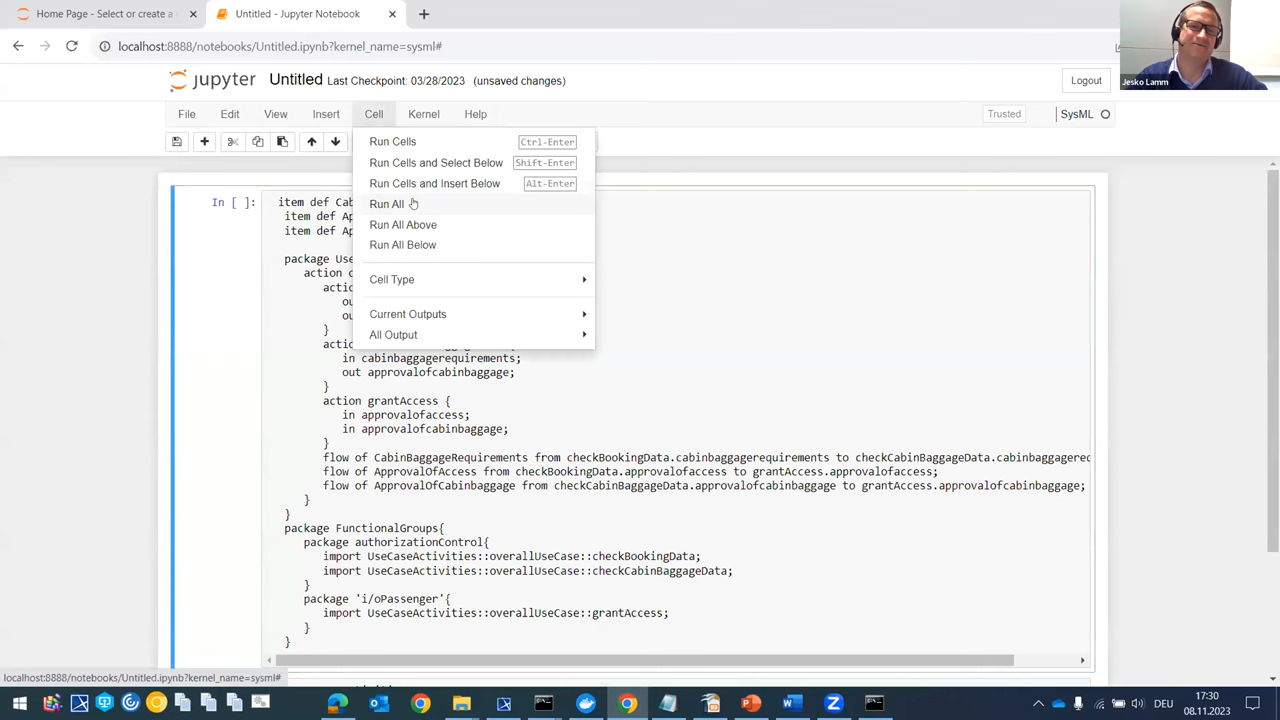 Home Page - Select or create a
Untitled - Jupyter Notebook
localhost:8888/notebooks/Untitled.ipynb?kernel_name=sysml#
Jesko Lamm
jupyter Untitled Last Checkpoint: 03/28/2023 (unsaved changes)
Logout
File Edit View Insert Cell Kernel Help
Trusted
SysML
Run Cells Ctrl-Enter
Run Cells and Select Below Shift-Enter
Run Cells and Insert Below Alt-Enter
Run All
Run All Above
Run All Below
Cell Type
Current Outputs
All Output
In [ ]:
item def Cab
item def Ap
item def Ap
package Use
action o
actio
ou
ou
}
actio
in cabinbaggagerequirements;
out approvalofcabinbaggage;
}
action grantAccess {
in approvalofaccess;
in approvalofcabinbaggage;
}
flow of CabinBaggageRequirements from checkBookingData.cabinbaggagerequirements to checkCabinBaggageData.cabinbaggagereq
flow of ApprovalOfAccess from checkBookingData.approvalofaccess to grantAccess.approvalofaccess;
flow of ApprovalOfCabinbaggage from checkCabinBaggageData.approvalofcabinbaggage to grantAccess.approvalofcabinbaggage;
}
}
package FunctionalGroups{
package authorizationControl{
import UseCaseActivities::overallUseCase::checkBookingData;
import UseCaseActivities::overallUseCase::checkCabinBaggageData;
}
package 'i/oPassenger'{
import UseCaseActivities::overallUseCase::grantAccess;
}
}
localhost:8888/notebooks/Untitled.ipynb?kernel_name=sysml#
DEU
17:30
08.11.2023